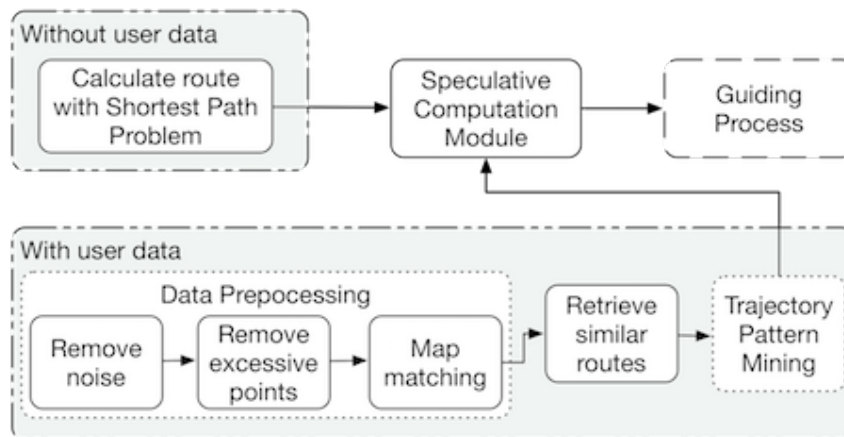 Without user data
Calculate route
with Shortest Path
Problem
Speculative
Computation
Module
Guiding
Process
With user data
Data Prepocessing
Remove
noise
Remove
excessive
points
Map
matching
Retrieve
similar
routes
Trajectory
Pattern
Mining